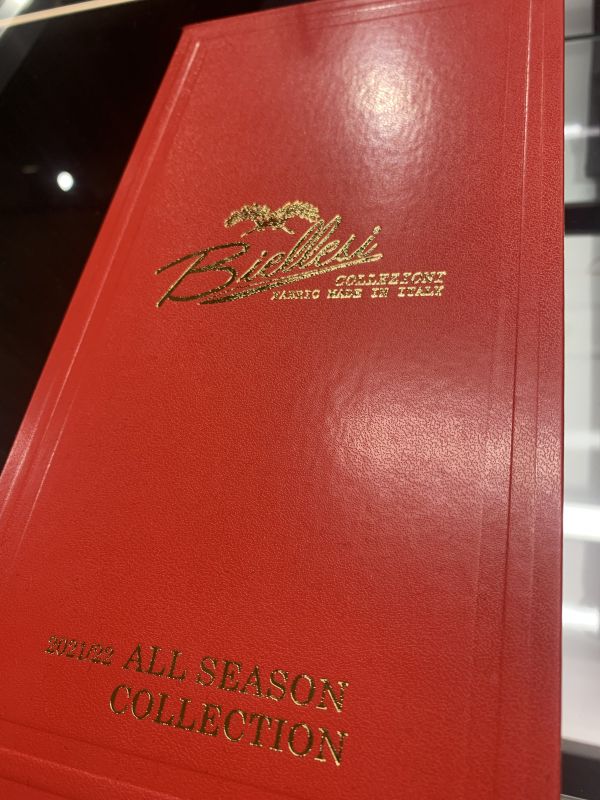 Biellesi
COLLEZIONI
FABRIC MADE IN ITALY
2021/22 ALL SEASON
COLLECTION